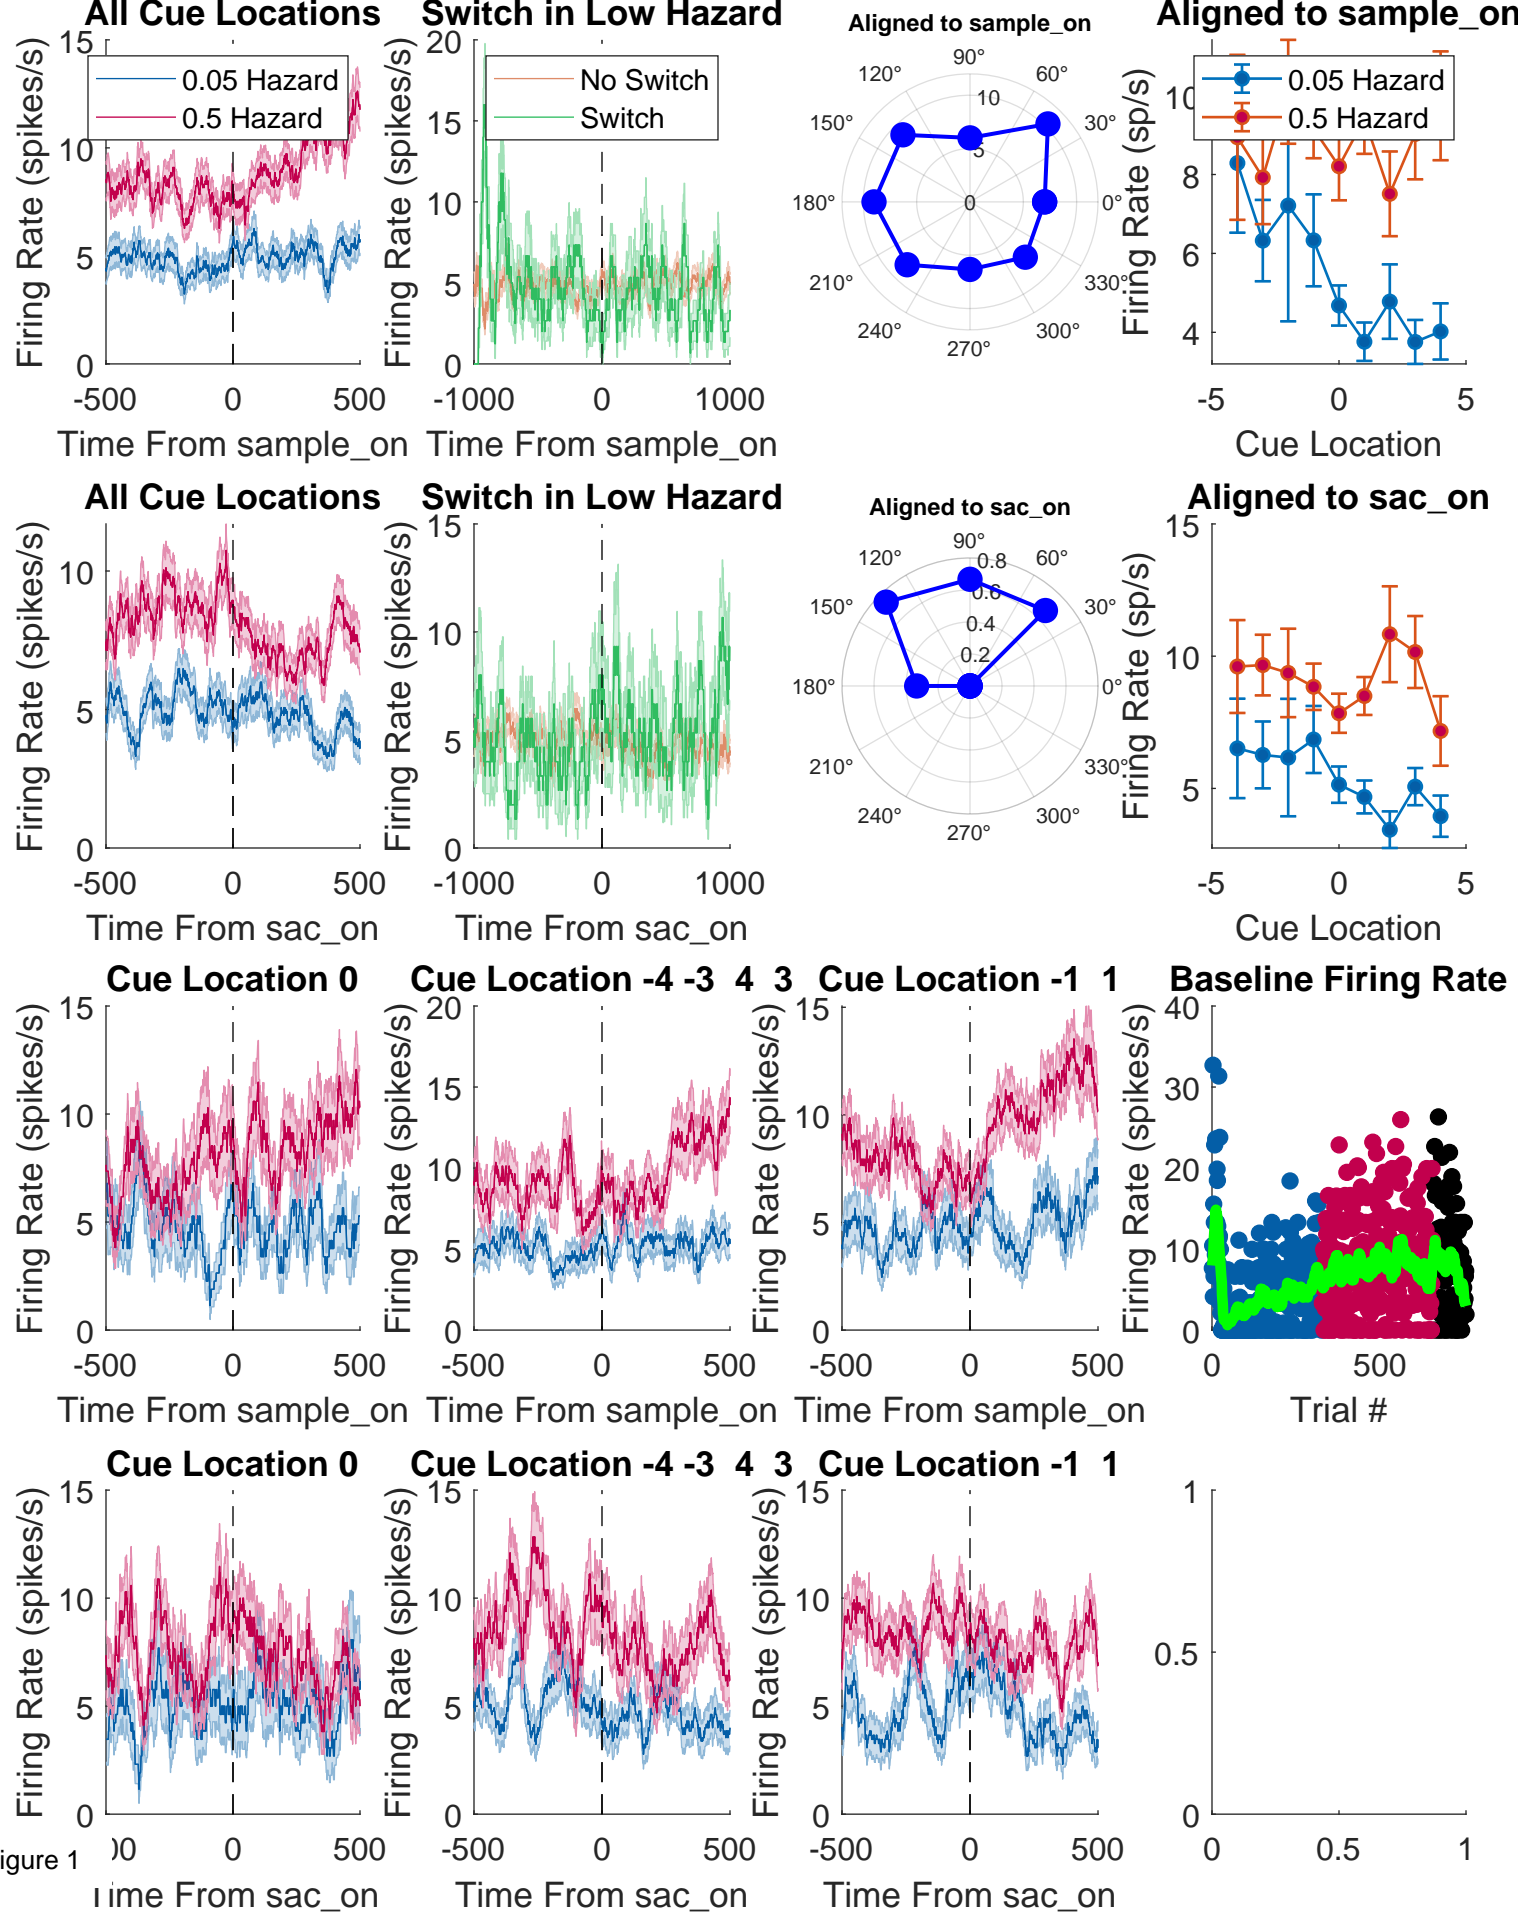 All Cue Locations
Firing Rate (spikes/s)
15
10
5
0
0.05 Hazard
0.5 Hazard
-500
0
500
Time From sample_on
Switch in Low Hazard
Firing Rate (spikes/s)
20
15
10
5
0
No Switch
Switch
-1000
0
1000
Time From sample_on
Aligned to sample_on
90°
120°
60°
150°
30°
180°
0°
210°
330°
240°
300°
270°
10
5
0
Aligned to sample_on
Firing Rate (sp/s)
10
8
6
4
0.05 Hazard
0.5 Hazard
-5
0
5
Cue Location
All Cue Locations
Firing Rate (spikes/s)
10
5
0
-500
0
500
Time From sac_on
Switch in Low Hazard
Firing Rate (spikes/s)
15
10
5
0
-1000
0
1000
Time From sac_on
Aligned to sac_on
90°
120°
60°
150°
30°
180°
0°
210°
330°
240°
300°
270°
0.8
0.6
0.4
0.2
Aligned to sac_on
Firing Rate (sp/s)
15
10
5
-5
0
5
Cue Location
Cue Location 0
Firing Rate (spikes/s)
15
10
5
0
-500
0
500
Time From sample_on
Cue Location -4 -3 4 3
Firing Rate (spikes/s)
20
15
10
5
0
-500
0
500
Time From sample_on
Cue Location -1 1
Firing Rate (spikes/s)
15
10
5
0
-500
0
500
Time From sample_on
Baseline Firing Rate
Firing Rate (spikes/s)
40
30
20
10
0
0
500
Trial #
Cue Location 0
Firing Rate (spikes/s)
15
10
5
0
00
0
500
Time From sac_on
Cue Location -4 -3 4 3
Firing Rate (spikes/s)
15
10
5
0
-500
0
500
Time From sac_on
Cue Location -1 1
Firing Rate (spikes/s)
15
10
5
0
-500
0
500
Time From sac_on
1
0.5
0
0
0.5
1
igure 1